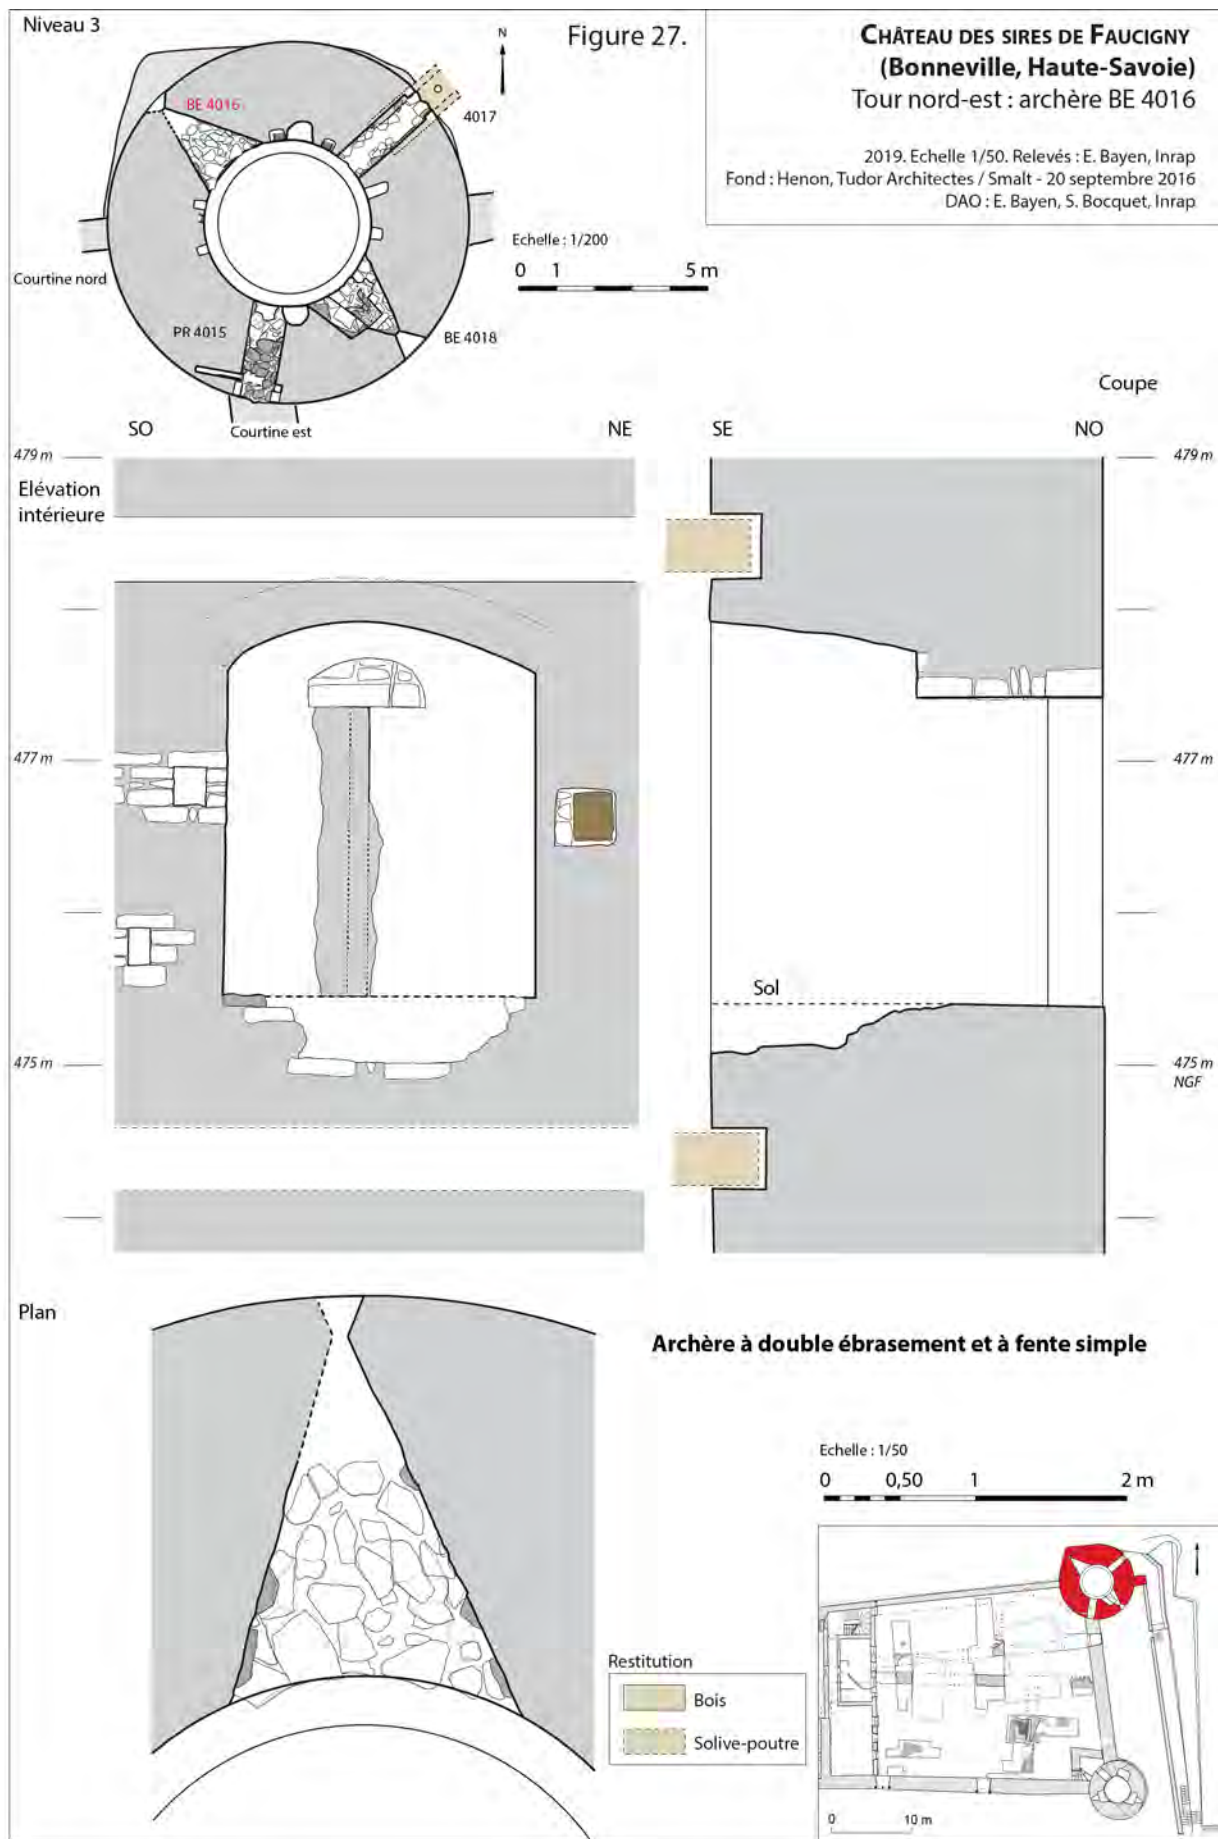 Niveau 3
Figure 27.
CHÂTEAU DES SIRES DE FAUCIGNY
(Bonneville, Haute-Savoie)
Tour nord-est : archère BE 4016
2019. Echelle 1/50. Relevés : E. Bayen, Inrap
Fond : Henon, Tudor Architectes / Smalt - 20 septembre 2016
DAO : E. Bayen, S. Bocquet, Inrap
N
BE 4016
4017
Echelle : 1/200
0 1 5 m
Courtine nord
PR 4015
BE 4018
Courtine est
Coupe
SO NE SE NO
479 m
479 m
Elévation
intérieure
477 m
477 m
Sol
475 m
475 m
NGF
Plan
Archère à double ébrasement et à fente simple
Echelle : 1/50
0 0,50 1 2 m
Restitution
Bois
Solive-poutre
0 10 m